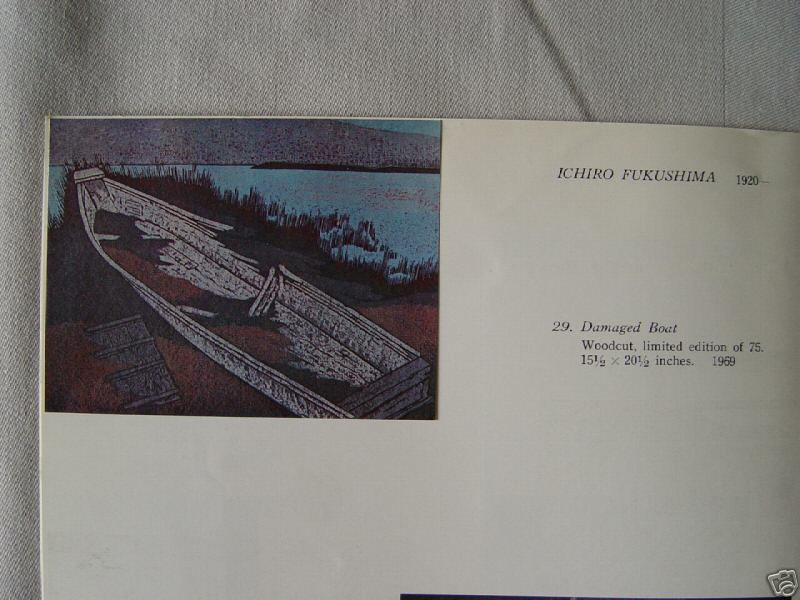 ICHIRO FUKUSHIMA 1920—
29. Damaged Boat
Woodcut, limited edition of 75.
15½ × 20½ inches. 1969